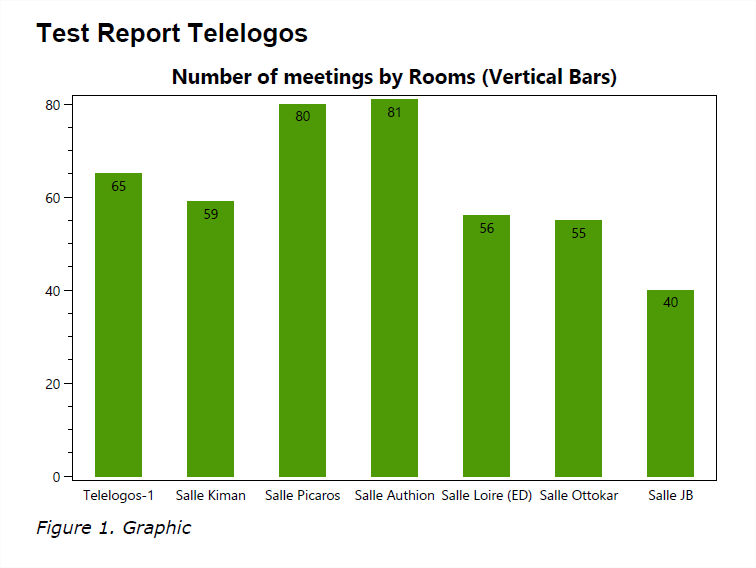 Test Report Telelogos
Number of meetings by Rooms (Vertical Bars)
80
60
40
20
0
65
59
80
81
56
55
40
Telelogos-1
Salle Kiman
Salle Picaros
Salle Authion
Salle Loire (ED)
Salle Ottokar
Salle JB
Figure 1. Graphic